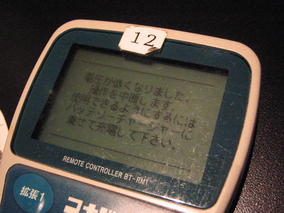 12
電圧が低くなりました。
操作を中断します。
使用できるようにするには
バッテリーチャージャーに
乗せて充電して下さい。
REMOTE CONTROLLER BT-RM1
拡張1